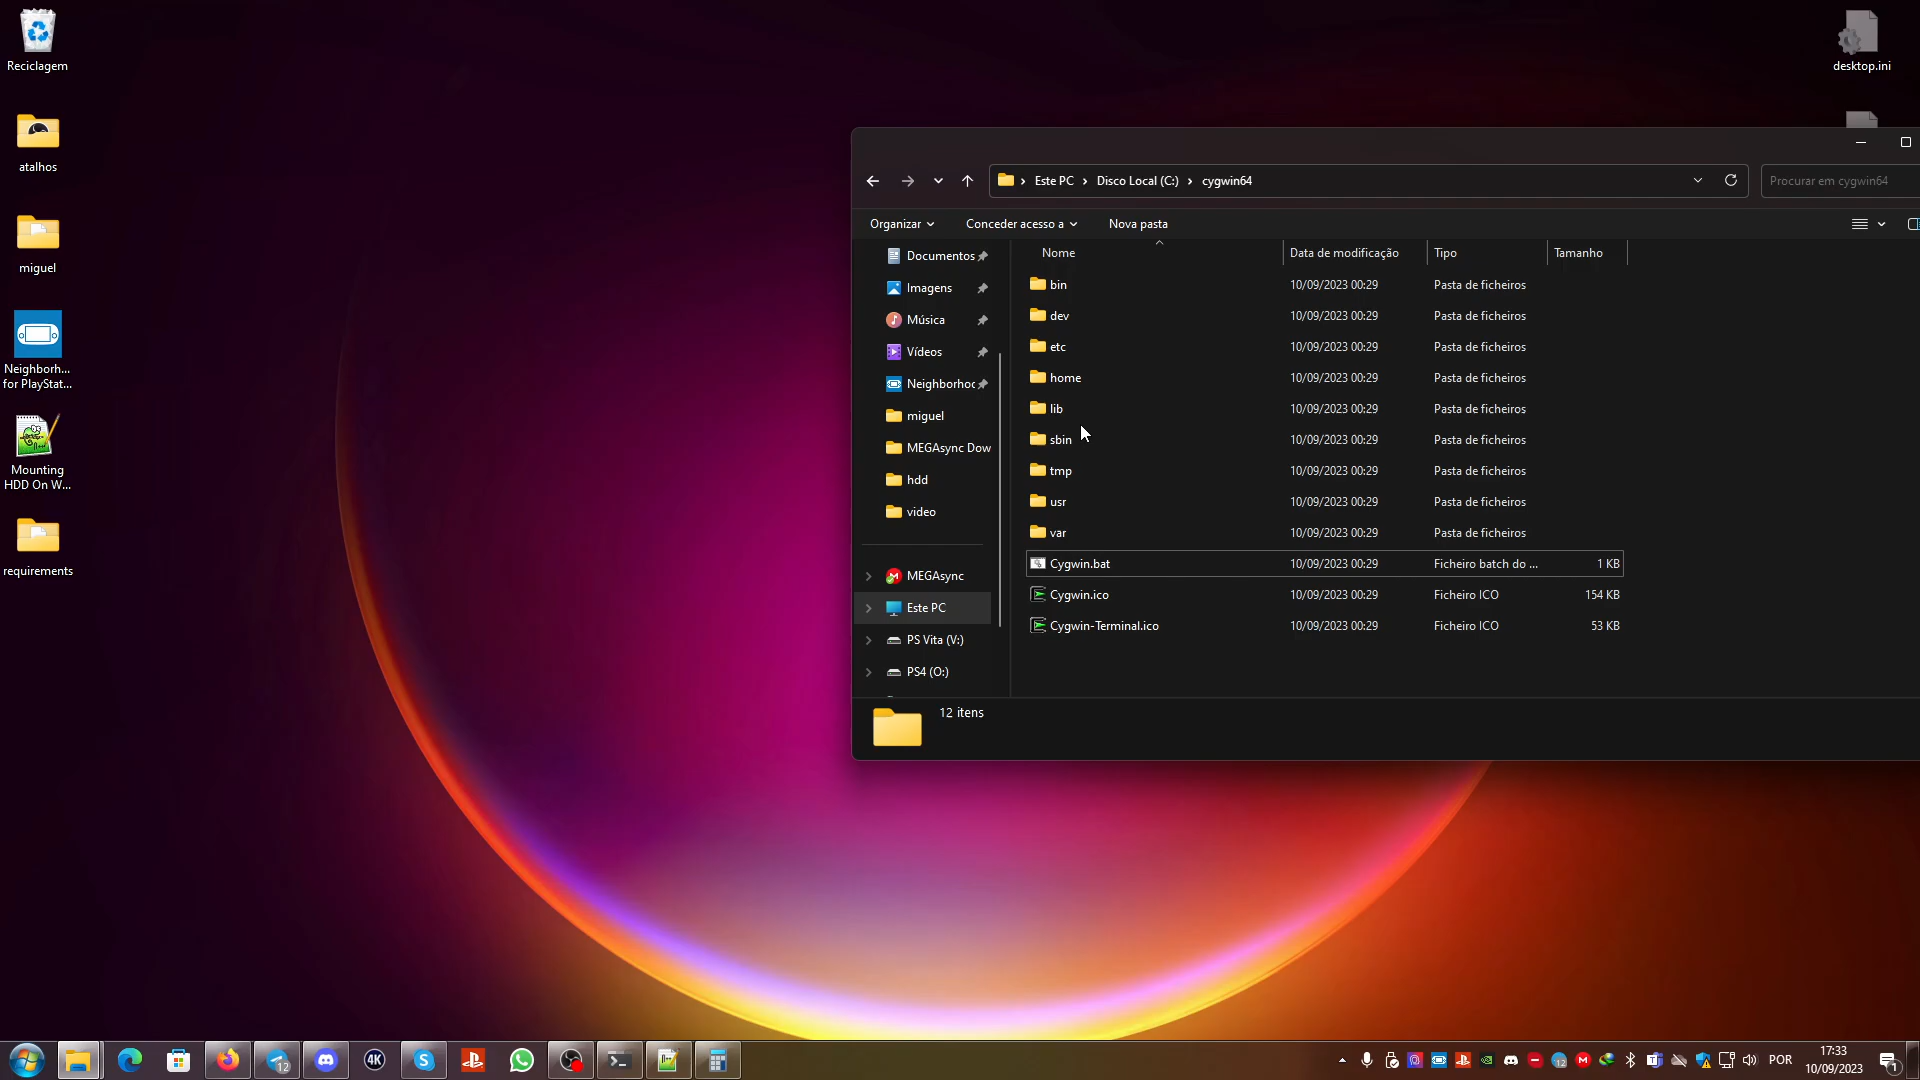 Reciclagem
atalhos
miguel
Neighborh...
for PlayStat...
Mounting
HDD On W...
requirements
desktop.ini
Este PC
Disco Local (C:)
cygwin64
Procurar em cygwin64
Organizar
Conceder acesso a
Nova pasta
Documentos
Imagens
Música
Vídeos
Neighborhoo
miguel
MEGAsync Dow
hdd
video
MEGAsync
Este PC
PS Vita (V:)
PS4 (O:)
Nome Data de modificação Tipo Tamanho
bin 10/09/2023 00:29 Pasta de ficheiros
dev 10/09/2023 00:29 Pasta de ficheiros
etc 10/09/2023 00:29 Pasta de ficheiros
home 10/09/2023 00:29 Pasta de ficheiros
lib 10/09/2023 00:29 Pasta de ficheiros
sbin 10/09/2023 00:29 Pasta de ficheiros
tmp 10/09/2023 00:29 Pasta de ficheiros
usr 10/09/2023 00:29 Pasta de ficheiros
var 10/09/2023 00:29 Pasta de ficheiros
Cygwin.bat 10/09/2023 00:29 Ficheiro batch do ... 1 KB
Cygwin.ico 10/09/2023 00:29 Ficheiro ICO 154 KB
Cygwin-Terminal.ico 10/09/2023 00:29 Ficheiro ICO 53 KB
12 itens
12
4K
12
POR
17:33
10/09/2023
1